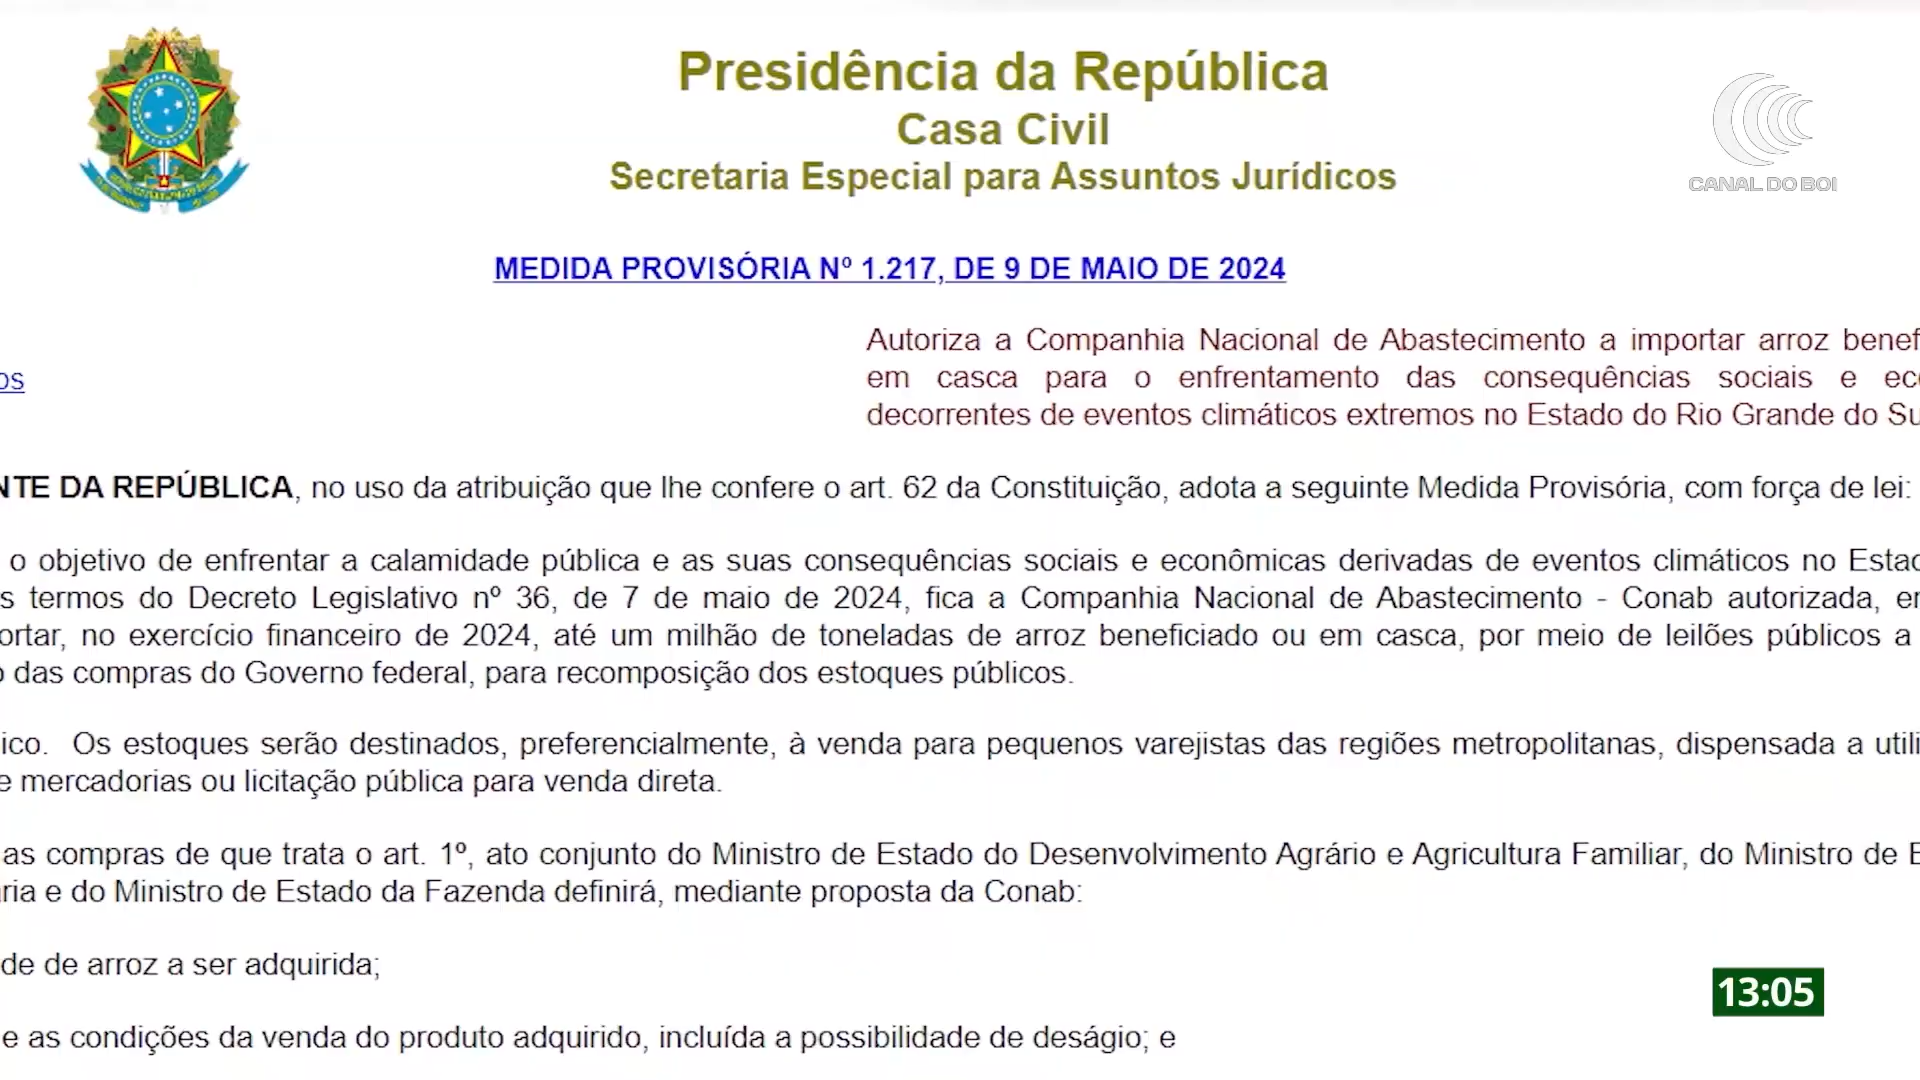 Presidência da República
Casa Civil
Secretaria Especial para Assuntos Jurídicos
CANAL DO BOI
MEDIDA PROVISÓRIA Nº 1.217, DE 9 DE MAIO DE 2024
Autoriza a Companhia Nacional de Abastecimento a importar arroz benef
os
em casca para o enfrentamento das consequências sociais e eco
decorrentes de eventos climáticos extremos no Estado do Rio Grande do Su
NTE DA REPÚBLICA, no uso da atribuição que lhe confere o art. 62 da Constituição, adota a seguinte Medida Provisória, com força de lei:
o objetivo de enfrentar a calamidade pública e as suas consequências sociais e econômicas derivadas de eventos climáticos no Estad
s termos do Decreto Legislativo nº 36, de 7 de maio de 2024, fica a Companhia Nacional de Abastecimento - Conab autorizada, em
ortar, no exercício financeiro de 2024, até um milhão de toneladas de arroz beneficiado ou em casca, por meio de leilões públicos a
o das compras do Governo federal, para recomposição dos estoques públicos.
ico. Os estoques serão destinados, preferencialmente, à venda para pequenos varejistas das regiões metropolitanas, dispensada a utili
e mercadorias ou licitação pública para venda direta.
as compras de que trata o art. 1º, ato conjunto do Ministro de Estado do Desenvolvimento Agrário e Agricultura Familiar, do Ministro de E
ária e do Ministro de Estado da Fazenda definirá, mediante proposta da Conab:
de de arroz a ser adquirida;
13:05
e as condições da venda do produto adquirido, incluída a possibilidade de deságio; e